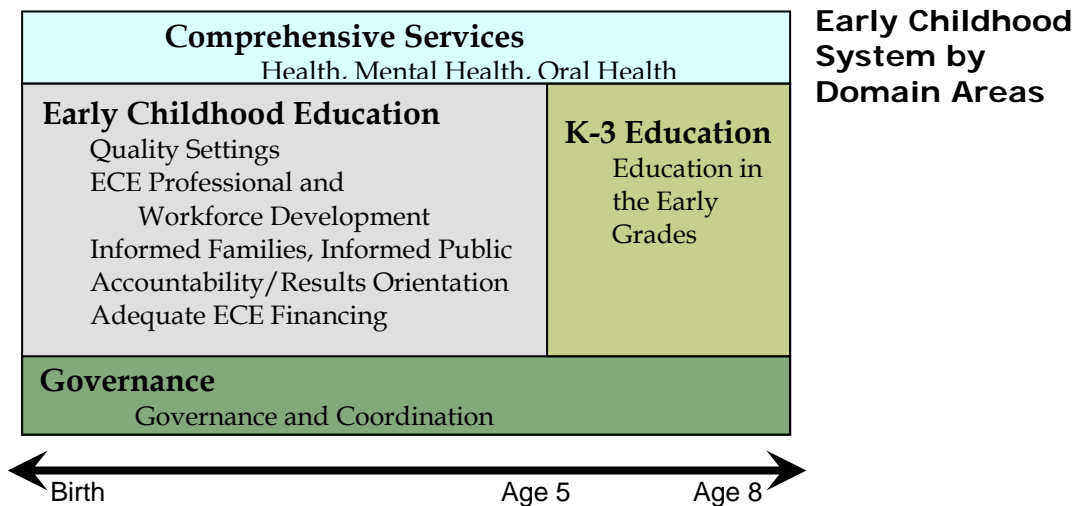 Early Childhood
System by
Domain Areas
Comprehensive Services
Health, Mental Health, Oral Health
Early Childhood Education
Quality Settings
ECE Professional and
Workforce Development
Informed Families, Informed Public
Accountability/Results Orientation
Adequate ECE Financing
K-3 Education
Education in
the Early
Grades
Governance
Governance and Coordination
Birth
Age 5
Age 8